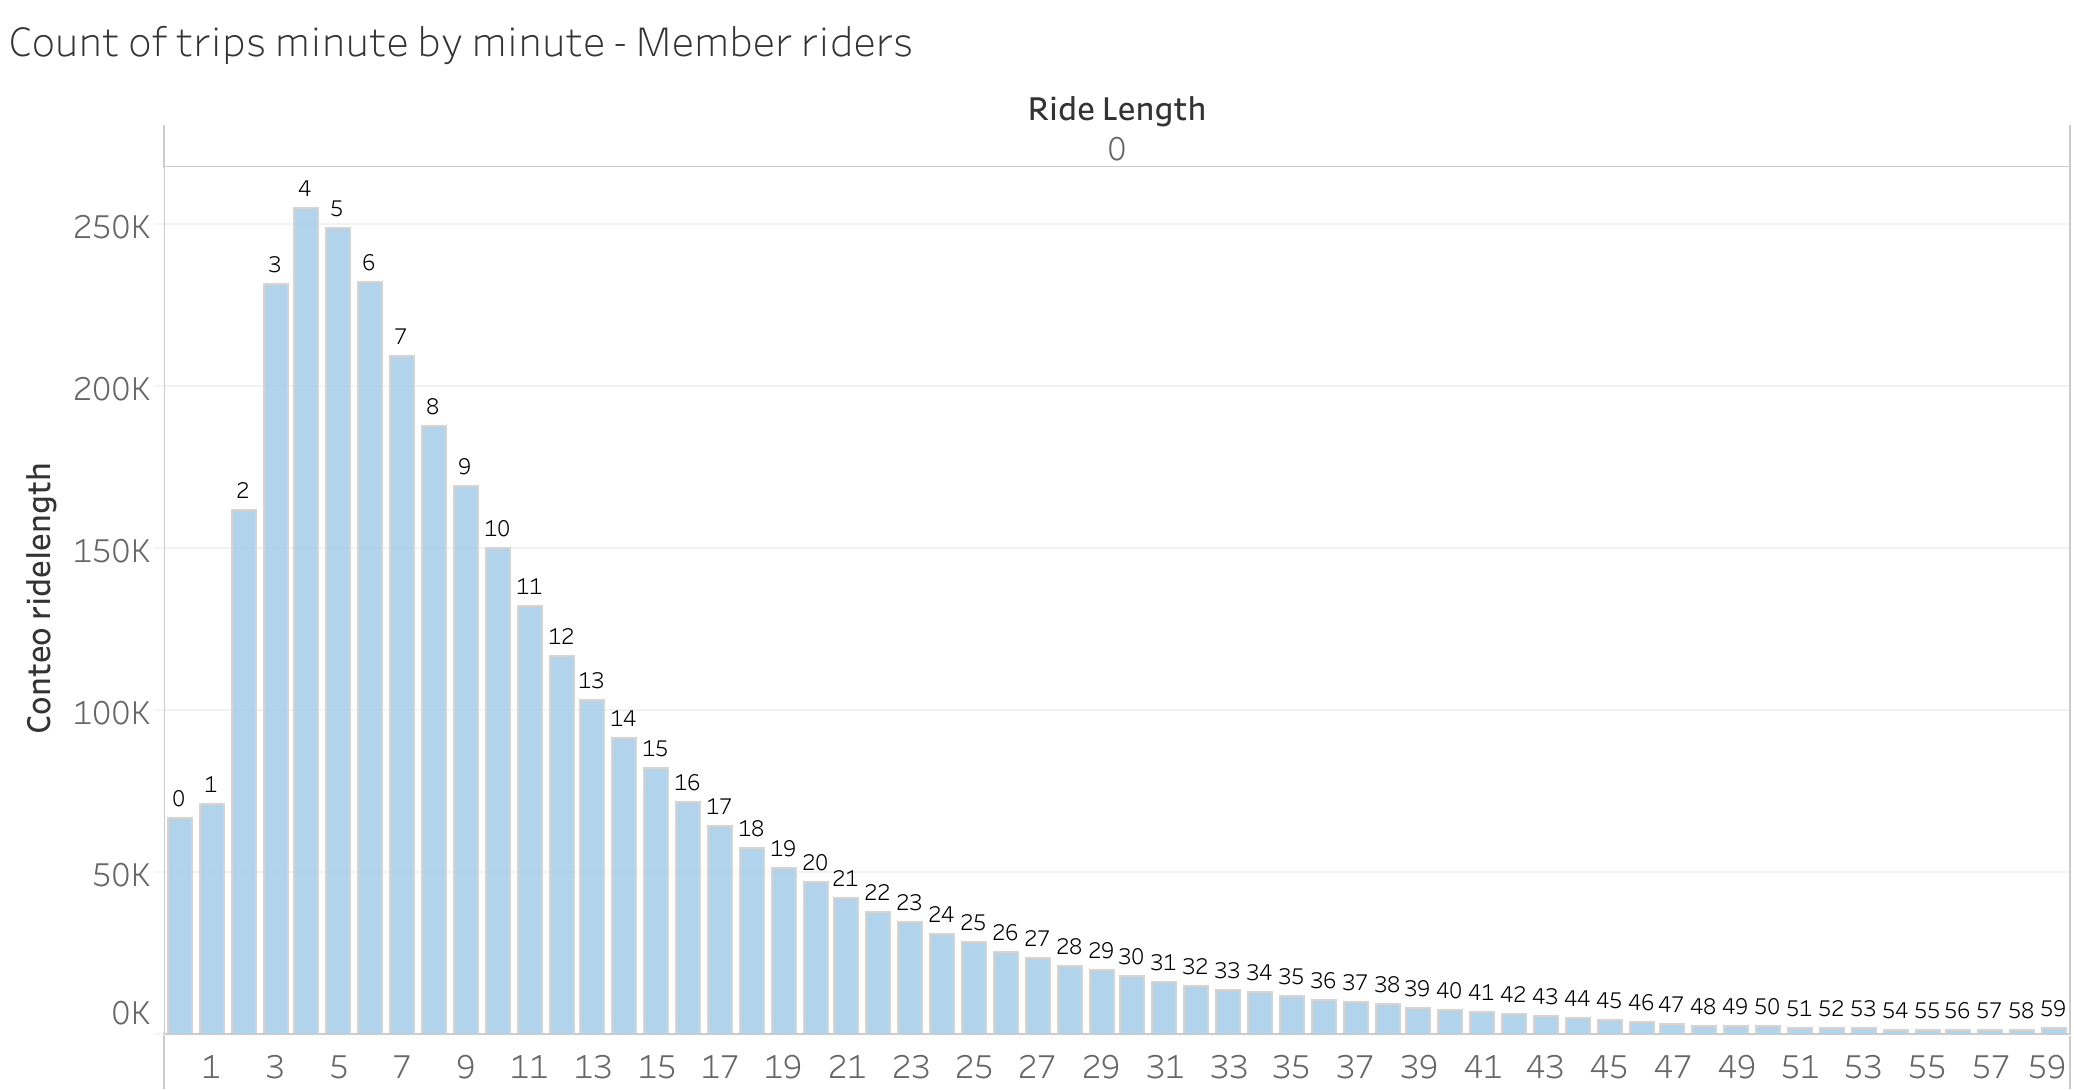 Count of trips minute by minute - Member riders
Ride Length
0
250K
200K
150K
100K
50K
0K
Conteo ridelength
0 1 2 3 4 5 6 7 8 9 10 11 12 13 14 15 16 17 18 19 20 21 22 23 24 25 26 27 28 29 30 31 32 33 34 35 36 37 38 39 40 41 42 43 44 45 46 47 48 49 50 51 52 53 54 55 56 57 58 59
1 3 5 7 9 11 13 15 17 19 21 23 25 27 29 31 33 35 37 39 41 43 45 47 49 51 53 55 57 59